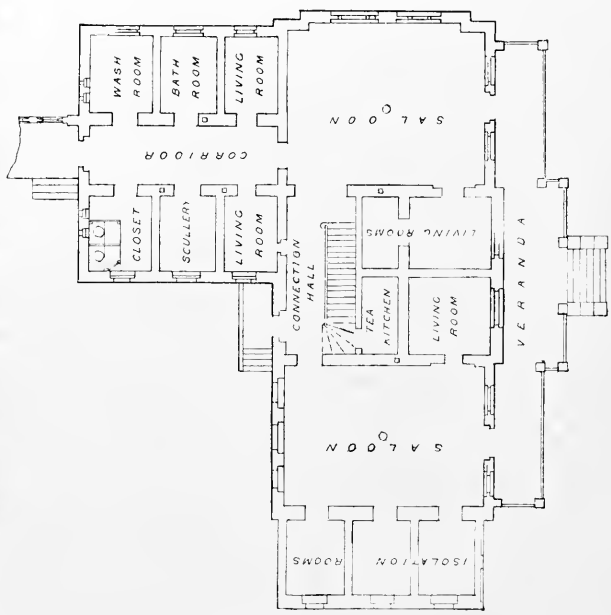 WASH
ROOM
BATH
ROOM
LIVING
ROOM
SALOON
CORRIDOR
CLOSET
SCULLERY
LIVING
ROOM
CONNECTION
HALL
LIVING ROOMS
TEA
KITCHEN
LIVING
ROOM
VERANDA
SALOON
ISOLATION
ROOMS